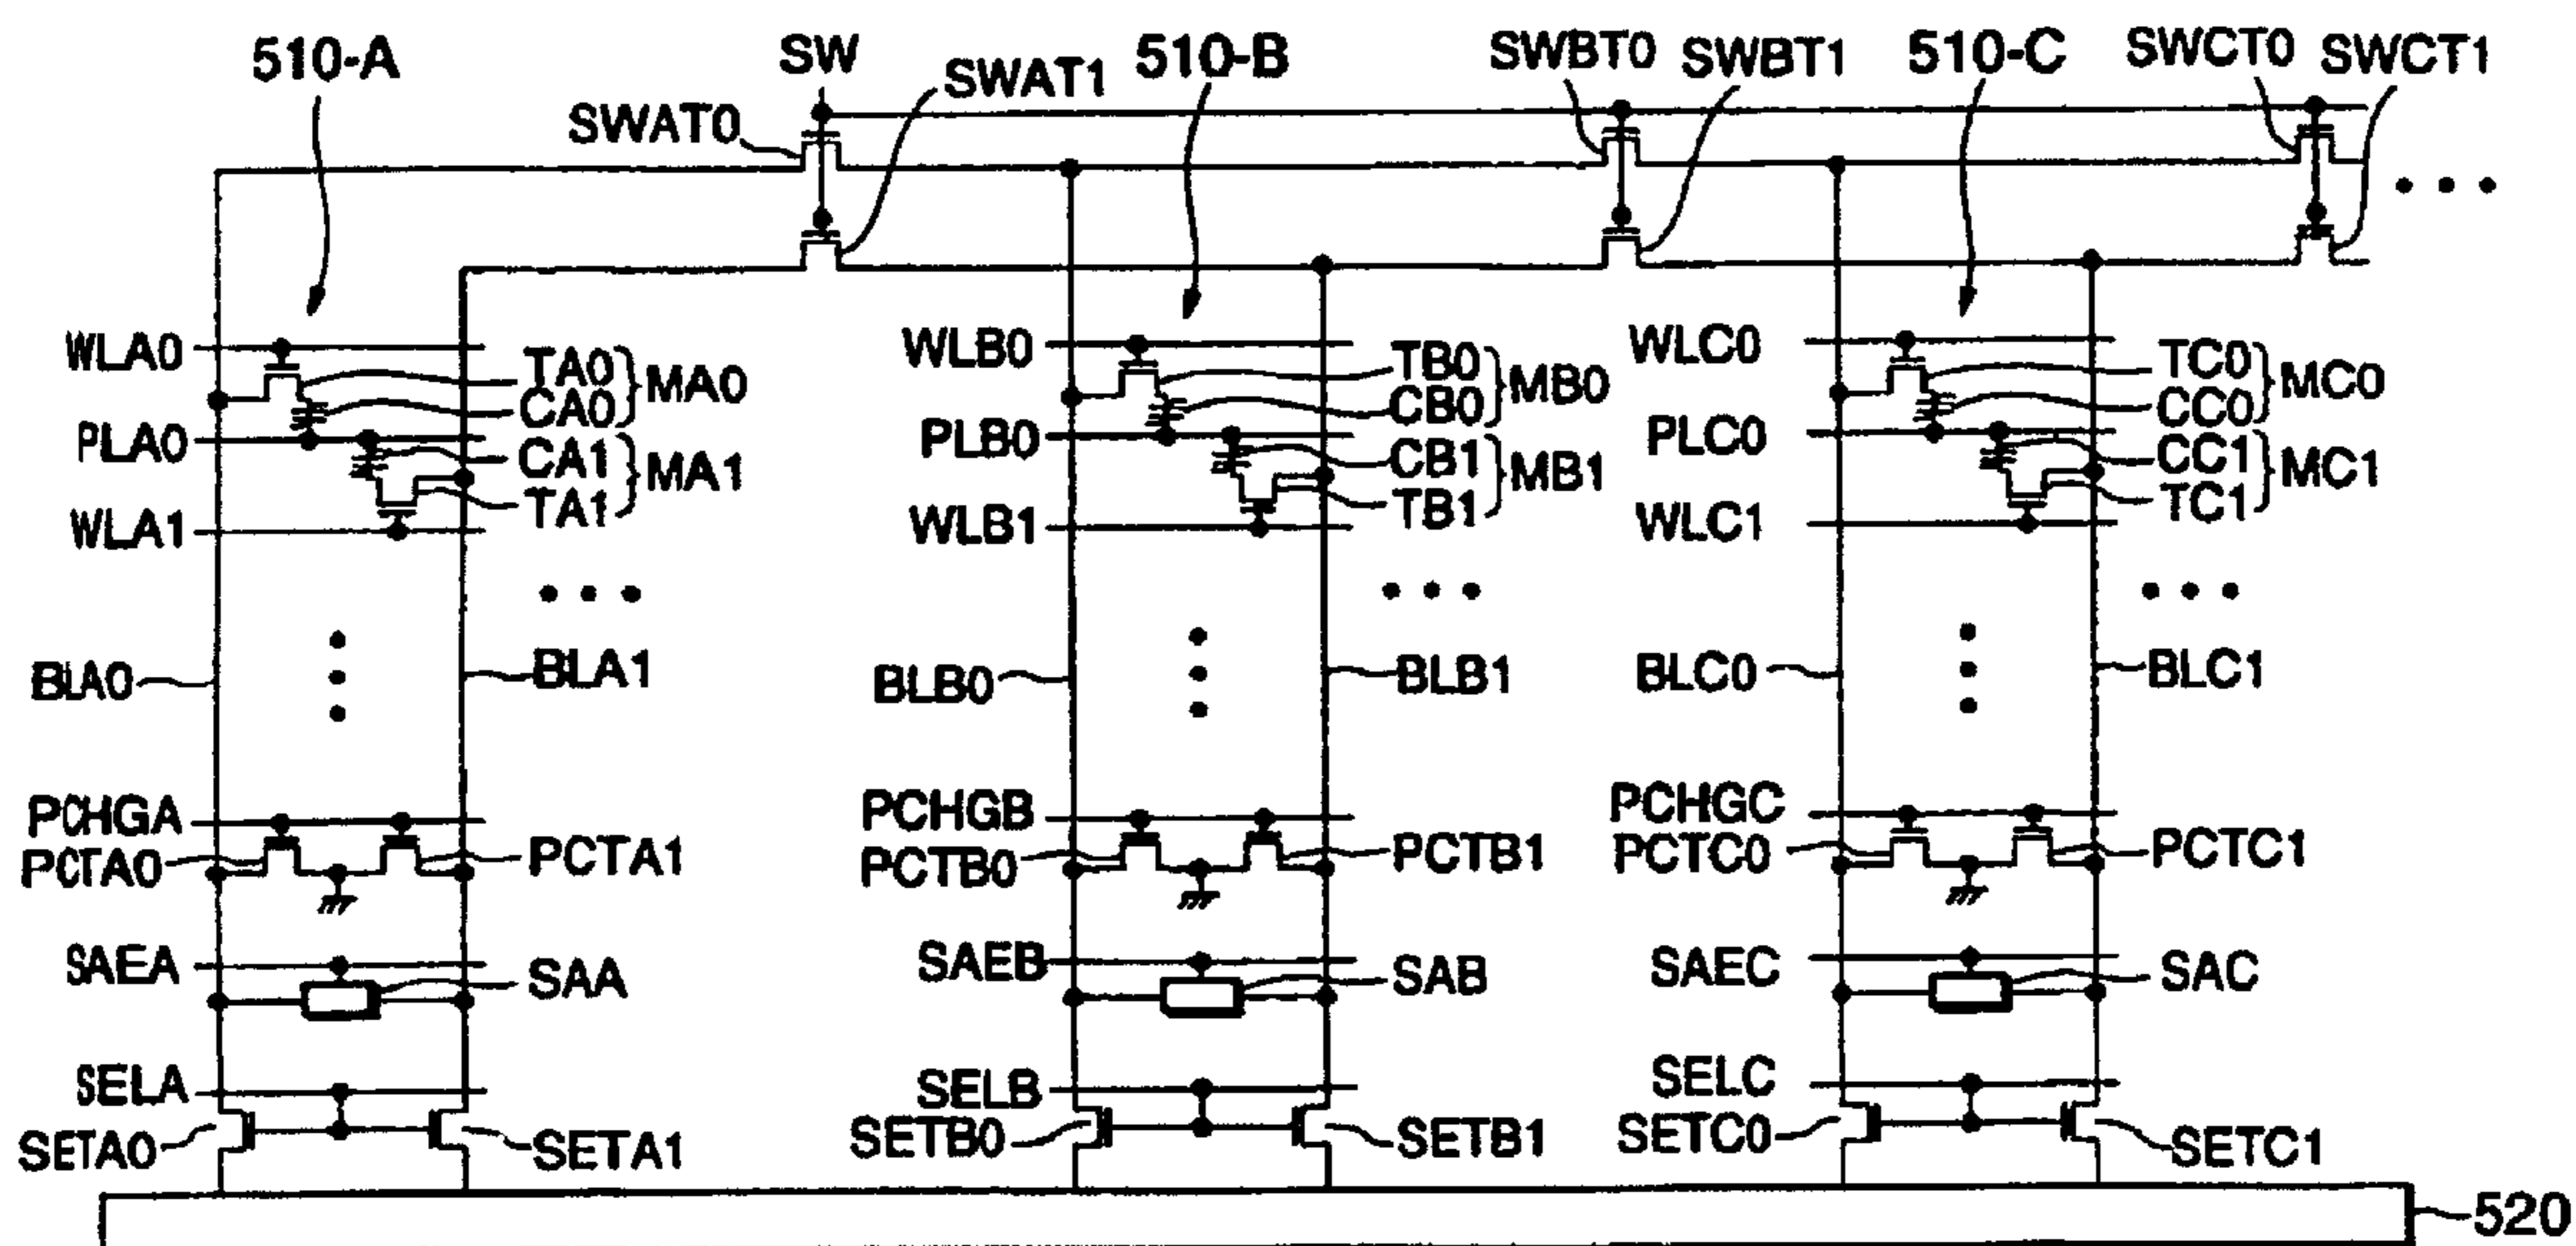 510-A SW SWAT1 510-B SWBT0 SWBT1 510-C SWCT0 SWCT1
SWAT0
WLA0 TA0 MA0 WLB0 TB0 MB0 WLC0 TC0 MC0
CA0 CB0 CC0
PLA0 CA1 MA1 PLB0 CB1 MB1 PLC0 CC1 MC1
WLA1 TA1 WLB1 TB1 WLC1 TC1
BLA0 BLA1 BLB0 BLB1 BLC0 BLC1
PCHGA PCHGB PCHGC
PCTA0 PCTA1 PCTB0 PCTB1 PCTC0 PCTC1
SAEA SAA SAEB SAB SAEC SAC
SELA SELB SELC
SETA0 SETA1 SETB0 SETB1 SETC0 SETC1
520